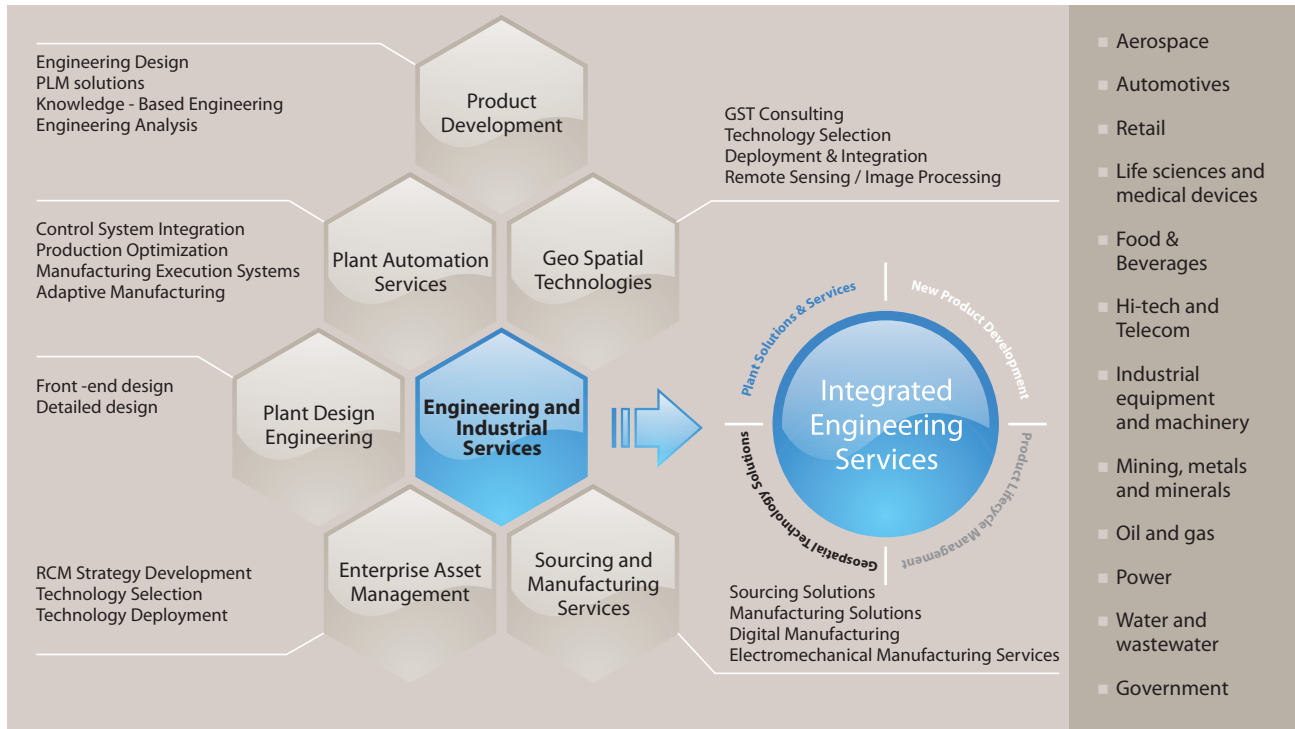 Engineering Design
PLM solutions
Knowledge - Based Engineering
Engineering Analysis
Product
Development
GST Consulting
Technology Selection
Deployment & Integration
Remote Sensing / Image Processing
Control System Integration
Production Optimization
Manufacturing Execution Systems
Adaptive Manufacturing
Plant Automation
Services
Geo Spatial
Technologies
Front -end design
Detailed design
Plant Design
Engineering
Engineering and
Industrial
Services
Plant Solutions & Services
New Product Development
Integrated
Engineering
Services
Geospatial Technology Solutions
Product Lifecycle Management
RCM Strategy Development
Technology Selection
Technology Deployment
Enterprise Asset
Management
Sourcing and
Manufacturing
Services
Sourcing Solutions
Manufacturing Solutions
Digital Manufacturing
Electromechanical Manufacturing Services
Aerospace
Automotives
Retail
Life sciences and
medical devices
Food &
Beverages
Hi-tech and
Telecom
Industrial
equipment
and machinery
Mining, metals
and minerals
Oil and gas
Power
Water and
wastewater
Government